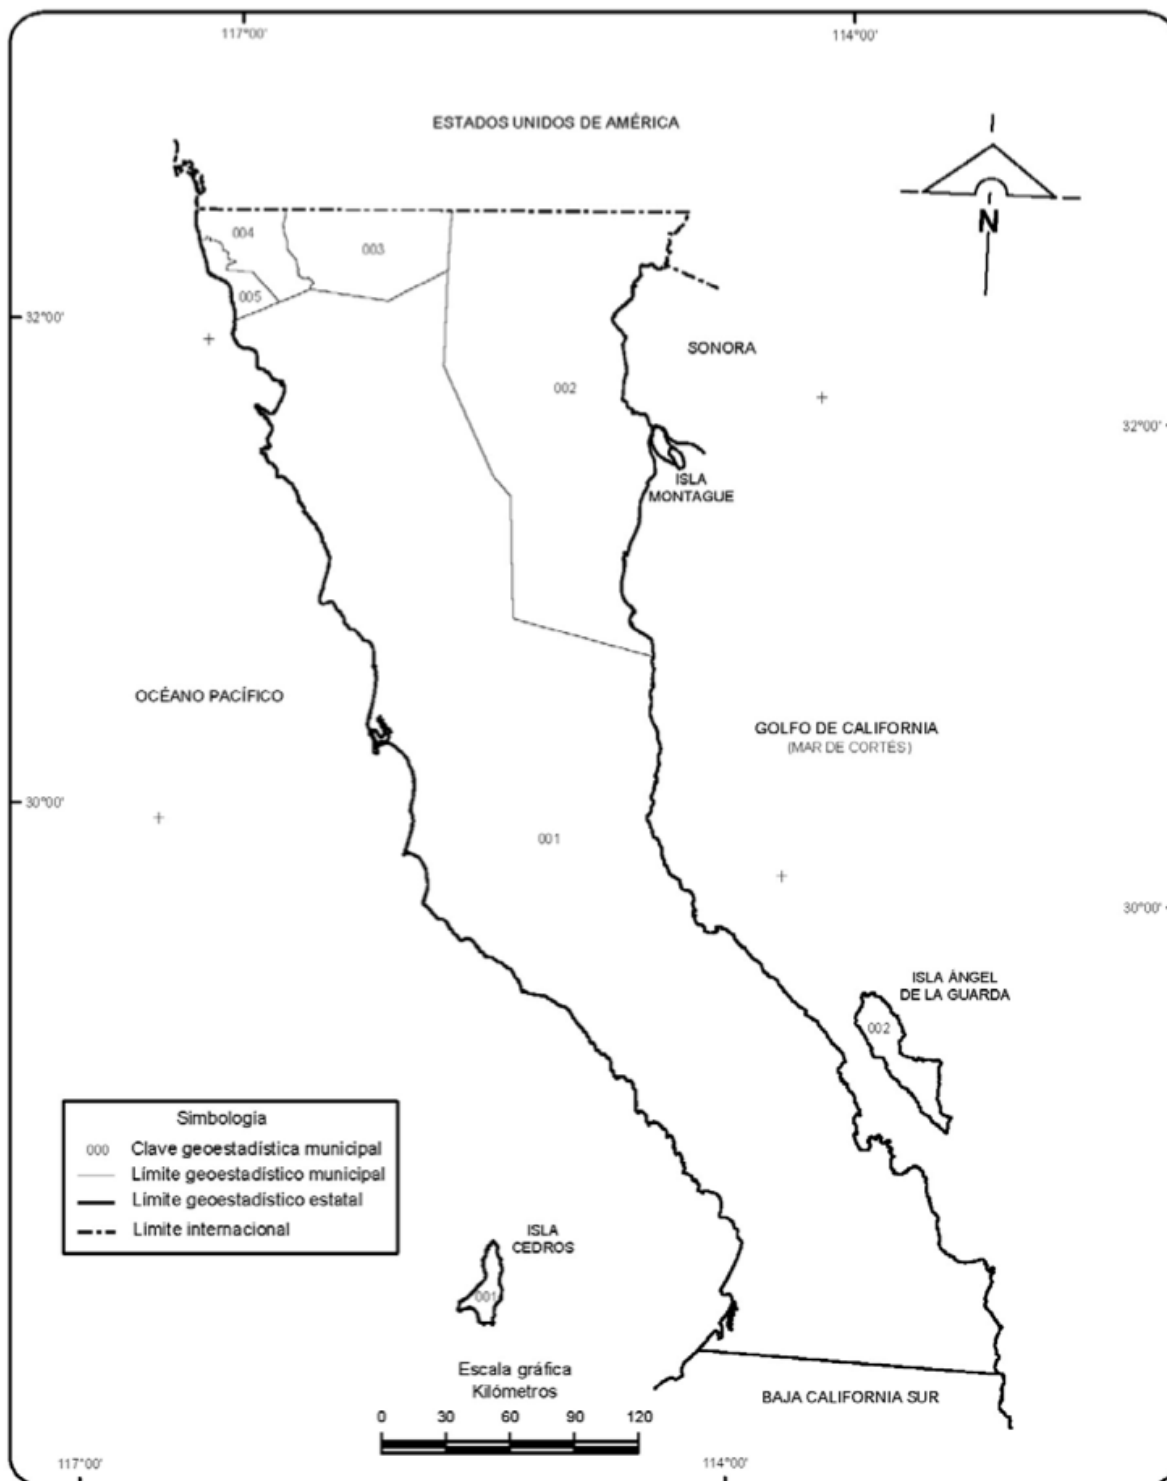 117°00'
114°00'
ESTADOS UNIDOS DE AMÉRICA
N
004
003
005
32°00'
SONORA
002
32°00'
ISLA
MONTAGUE
OCÉANO PACÍFICO
GOLFO DE CALIFORNIA
(MAR DE CORTÉS)
30°00'
001
30°00'
ISLA ÁNGEL
DE LA GUARDA
002
Simbología
000 Clave geoestadística municipal
Límite geoestadístico municipal
Límite geoestadístico estatal
Límite internacional
ISLA
CEDROS
001
Escala gráfica
Kilómetros
0 30 60 90 120
BAJA CALIFORNIA SUR
117°00'
114°00'